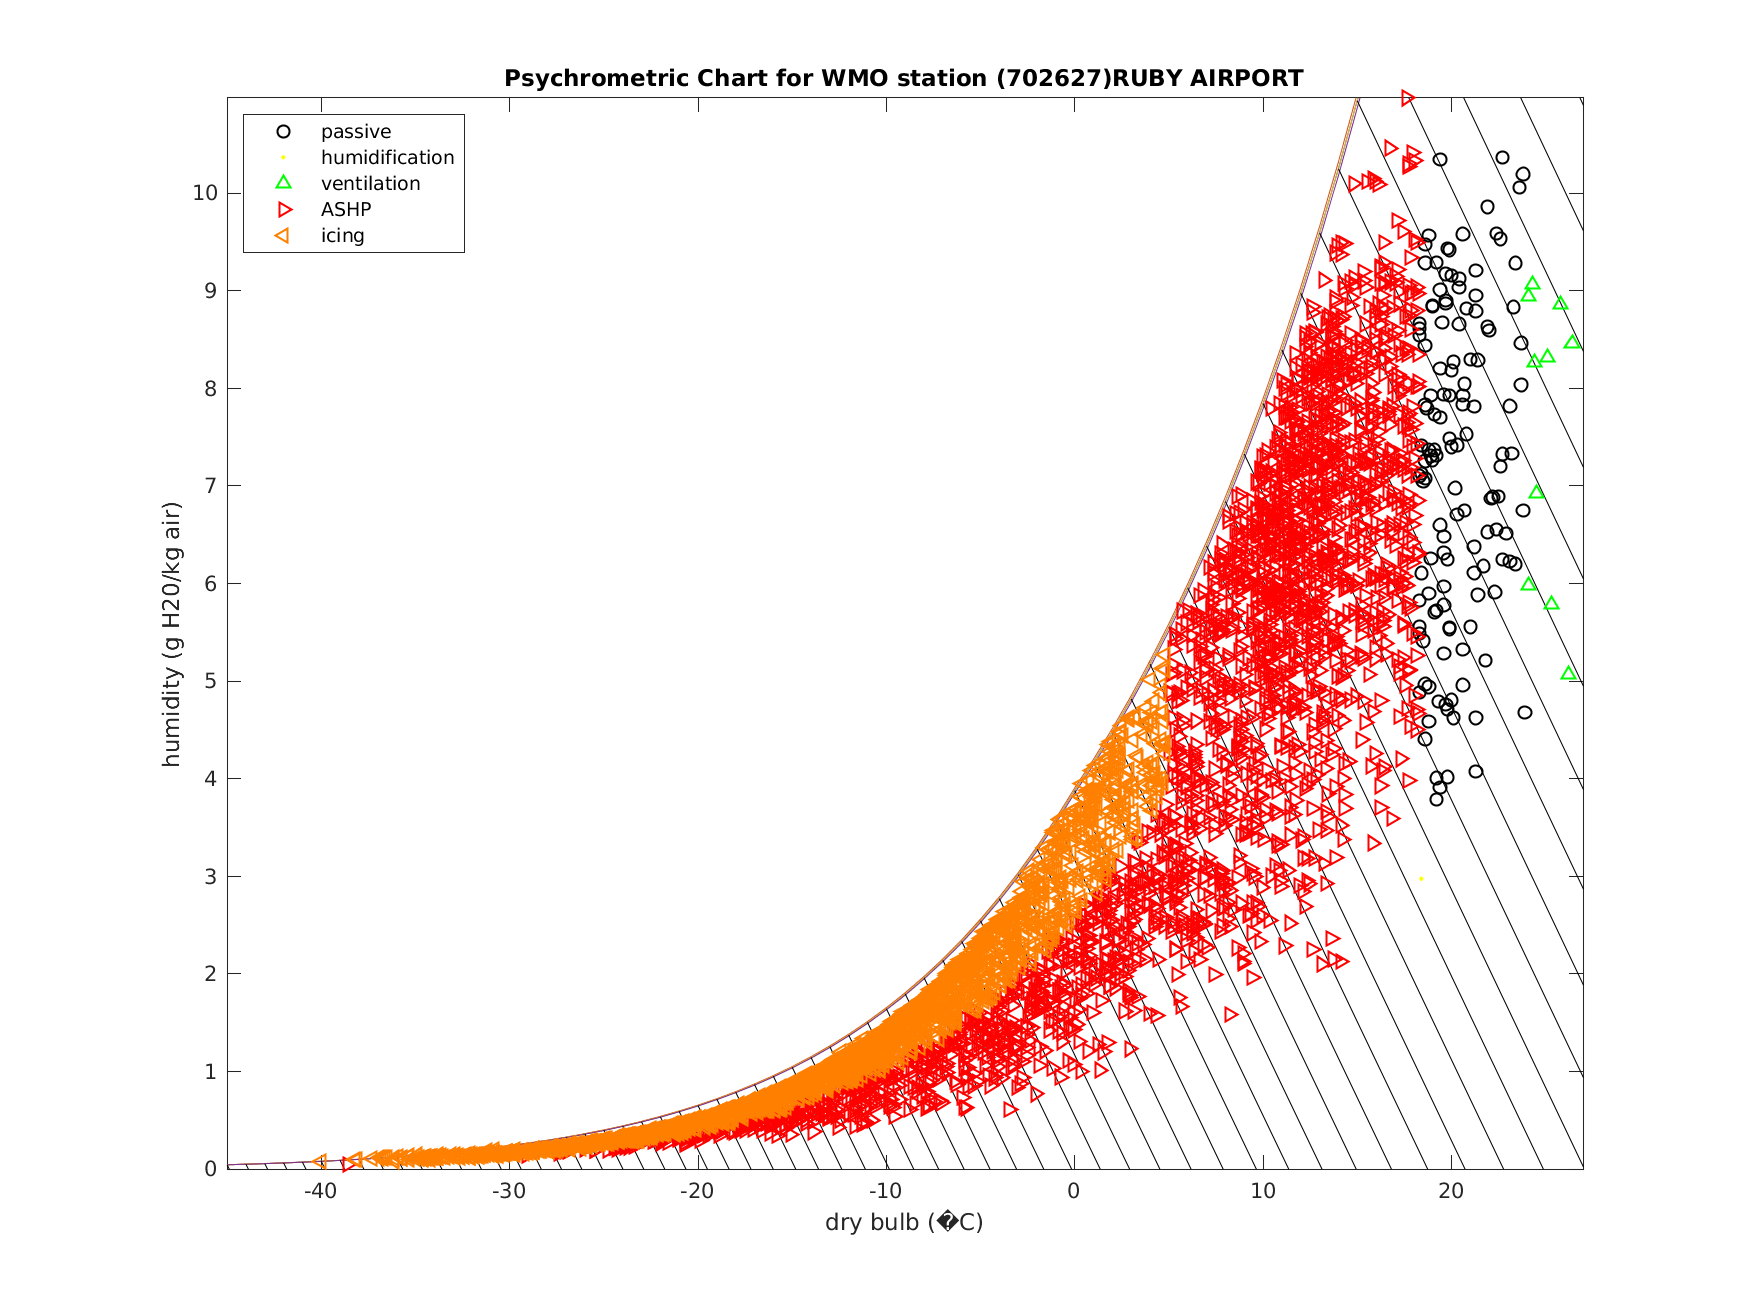 Psychrometric Chart for WMO station (702627)RUBY AIRPORT
passive
humidification
ventilation
ASHP
icing
humidity (g H20/kg air)
10
9
8
7
6
5
4
3
2
1
0
-40 -30 -20 -10 0 10 20
dry bulb (�C)